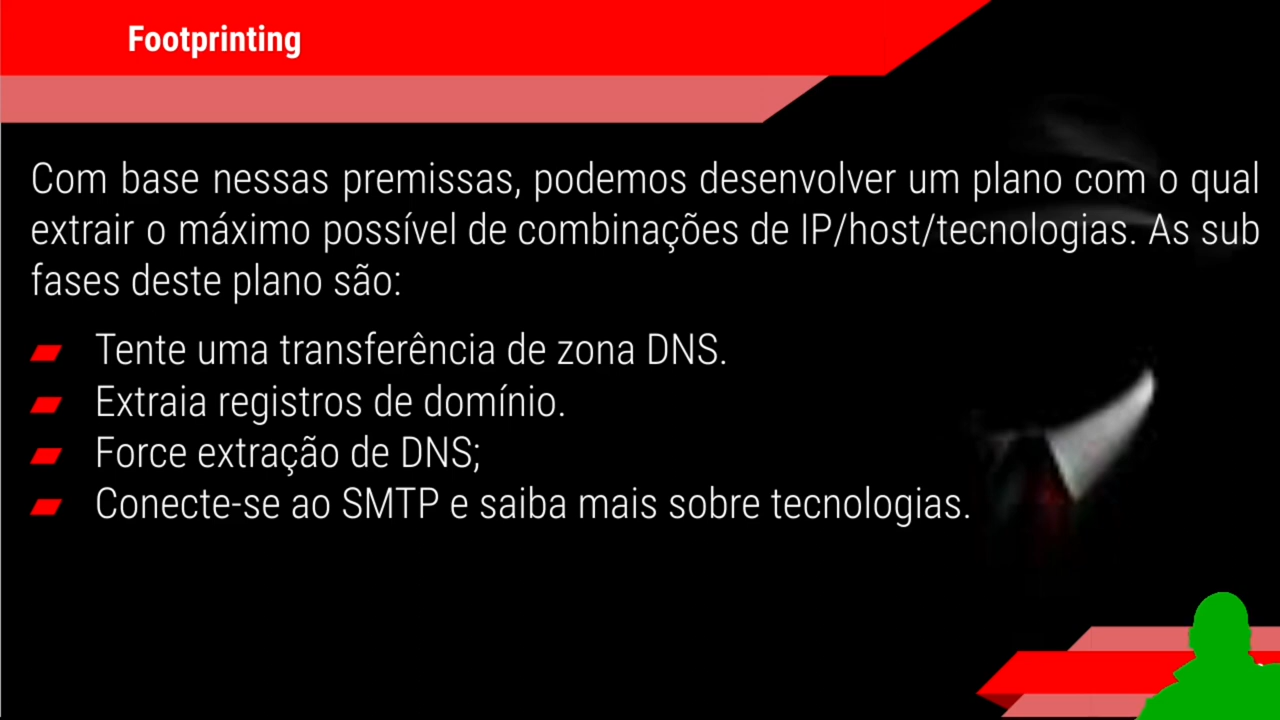 Footprinting
Com base nessas premissas, podemos desenvolver um plano com o qual
extrair o máximo possível de combinações de IP/host/tecnologias. As sub
fases deste plano são:
Tente uma transferência de zona DNS.
Extraia registros de domínio.
Force extração de DNS;
Conecte-se ao SMTP e saiba mais sobre tecnologias.